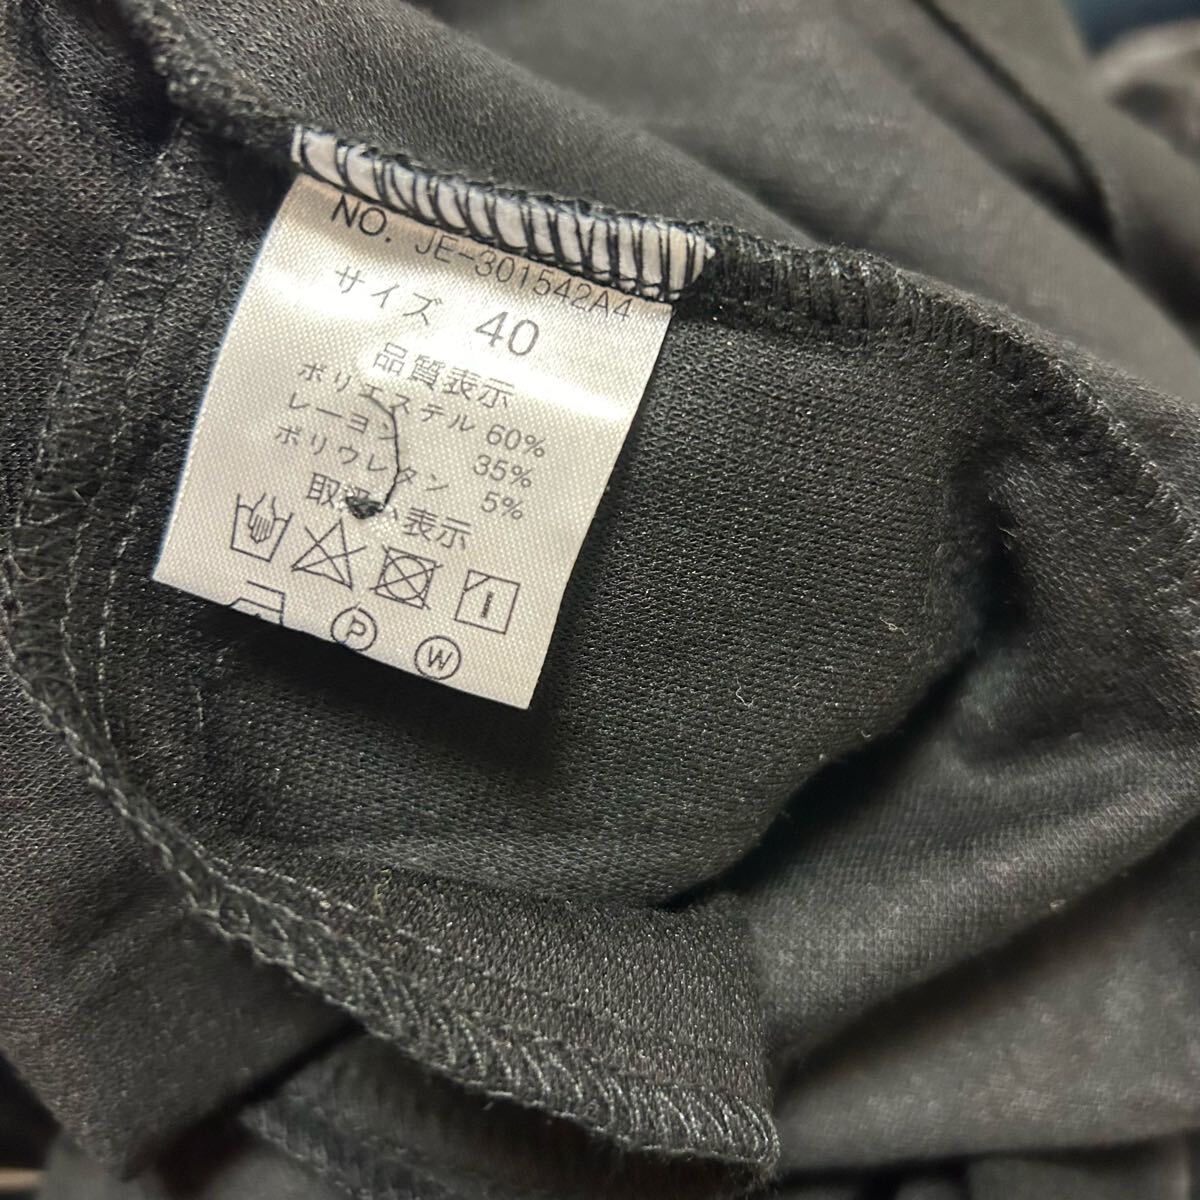 NO. JE-301542A4
サイズ 40
品質表示
ポリエステル 60%
レーヨン 35%
ポリウレタン 5%
取扱い表示
P W